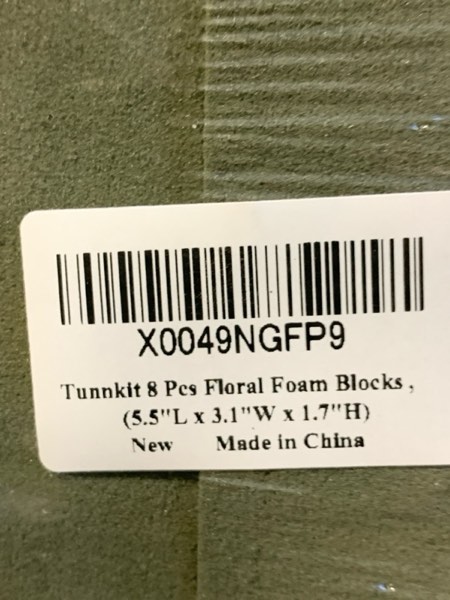 X0049NGFP9
Tunnkit 8 Pcs Floral Foam Blocks ,
(5.5"L x 3.1"W x 1.7"H)
New Made in China